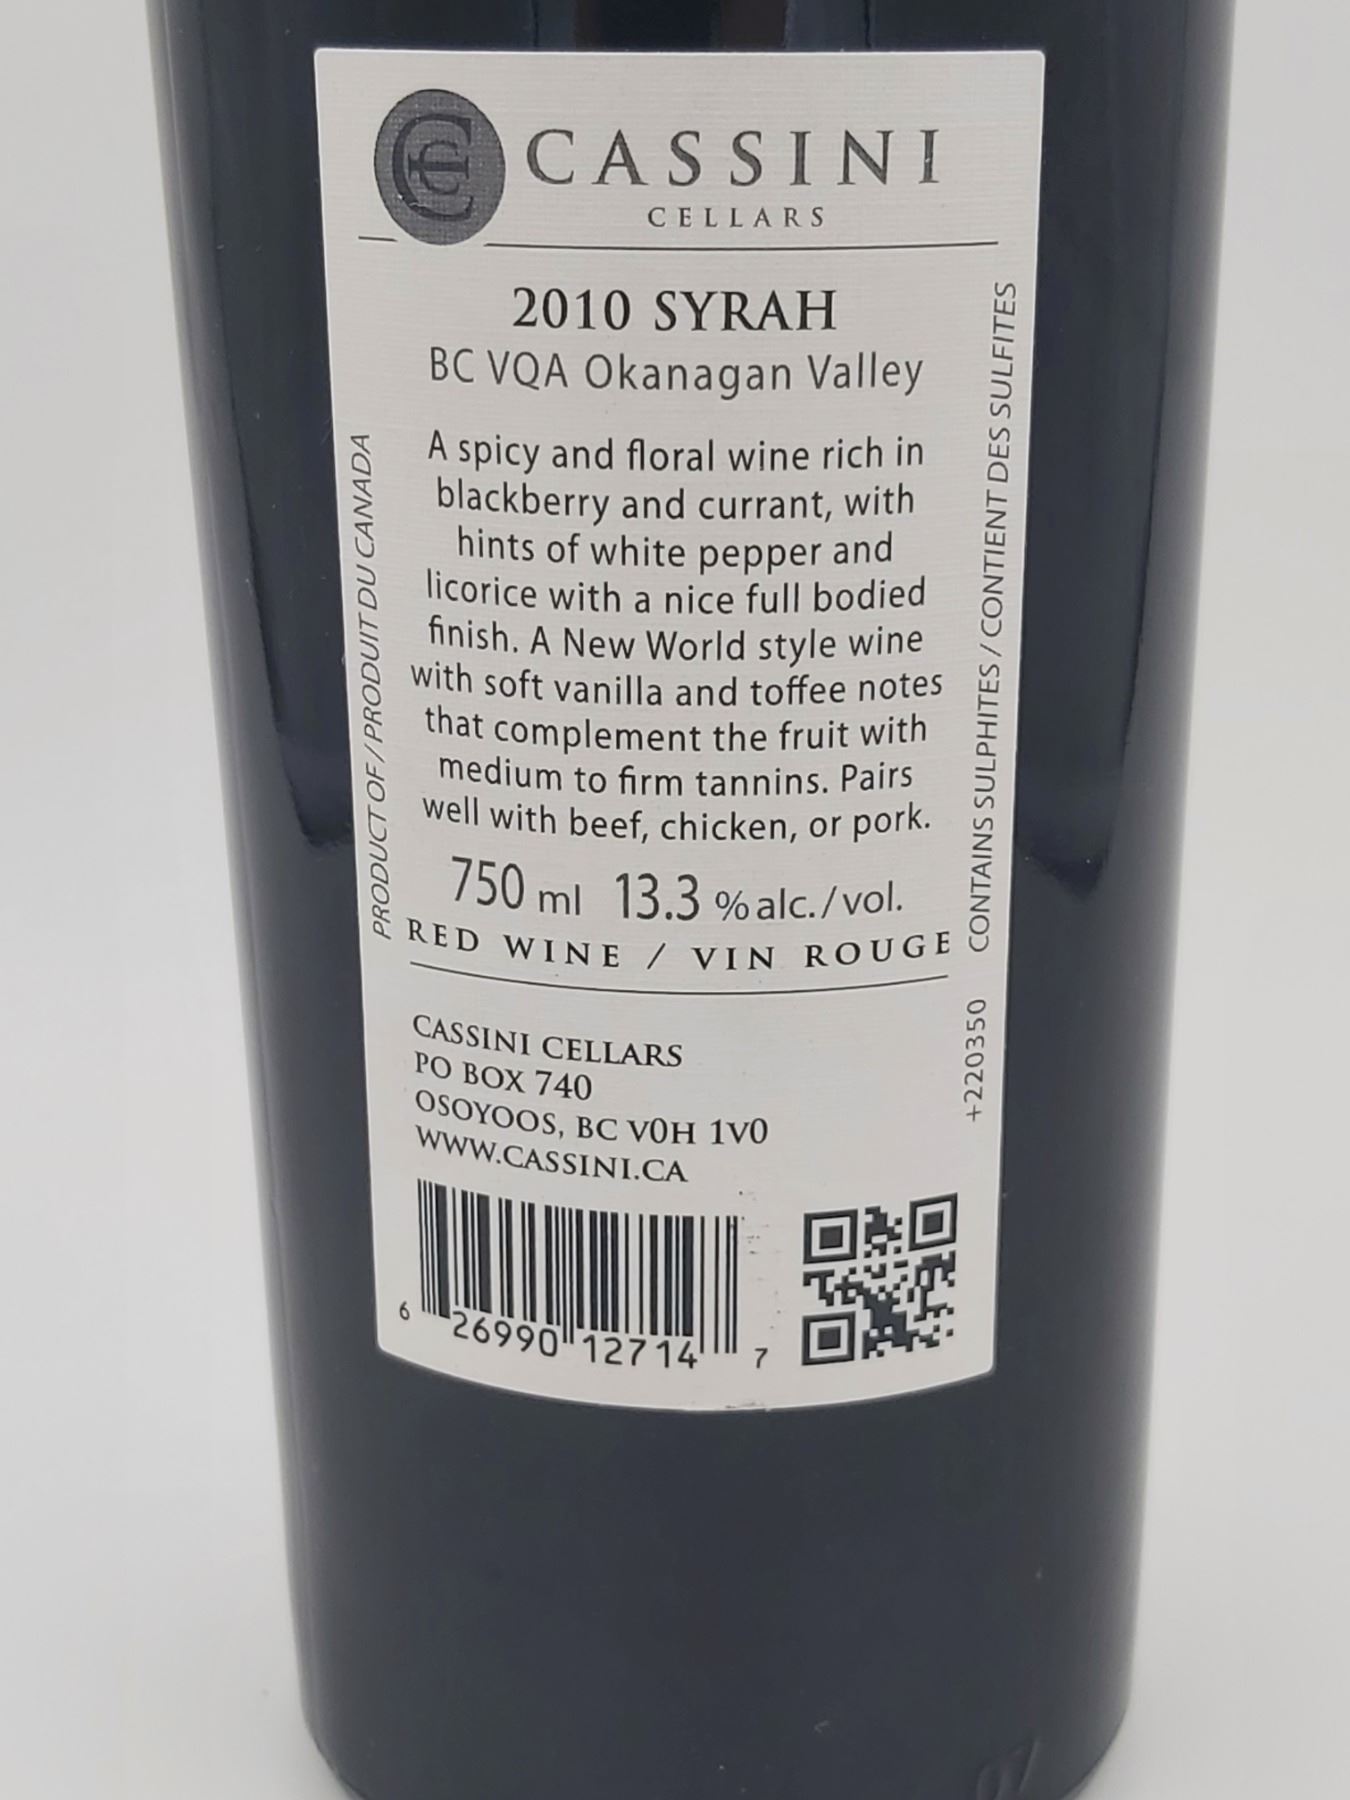 CASSINI
CELLARS
2010 SYRAH
BC VQA Okanagan Valley
A spicy and floral wine rich in
blackberry and currant, with
hints of white pepper and
licorice with a nice full bodied
finish. A New World style wine
with soft vanilla and toffee notes
that complement the fruit with
medium to firm tannins. Pairs
well with beef, chicken, or pork.
750 ml 13.3 % alc./vol.
RED WINE / VIN ROUGE
PRODUCT OF / PRODUIT DU CANADA
CONTAINS SULPHITES / CONTIENT DES SULFITES
+220350
CASSINI CELLARS
PO BOX 740
OSOYOOS, BC V0H 1V0
WWW.CASSINI.CA
6 26990 12714 7